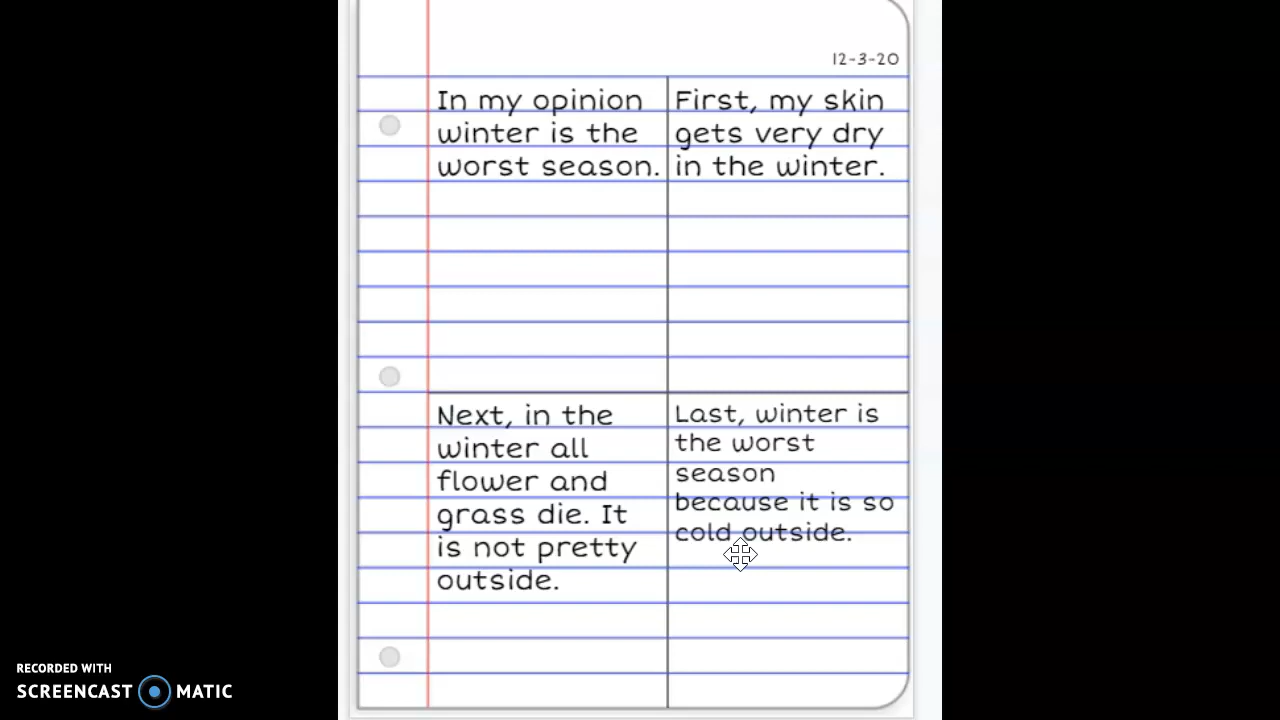 12-3-20
In my opinion
winter is the
worst season.
First, my skin
gets very dry
in the winter.
Next, in the
winter all
flower and
grass die. It
is not pretty
outside.
Last, winter is
the worst
season
because it is so
cold outside.
RECORDED WITH
SCREENCAST MATIC